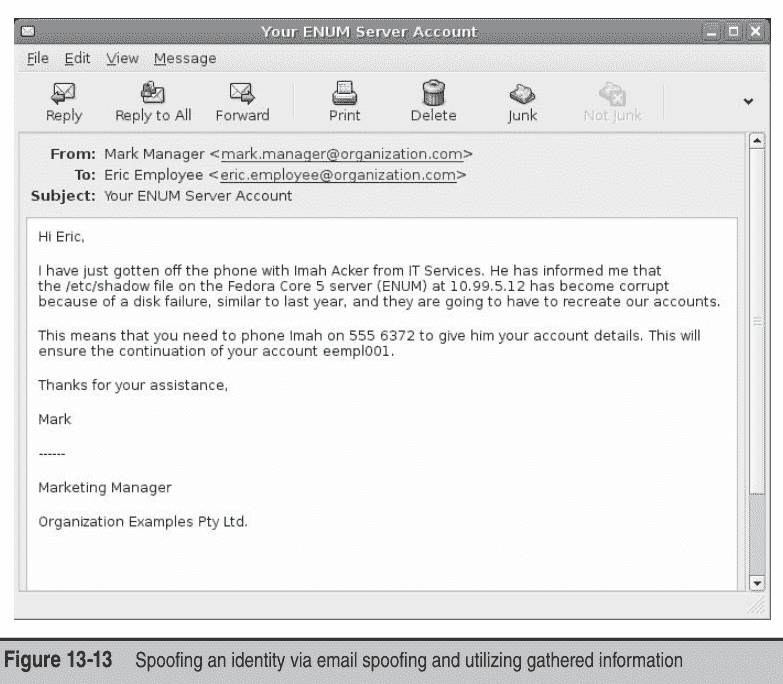 Your ENUM Server Account
File Edit View Message
Reply Reply to All Forward Print Delete Junk Not Junk
From: Mark Manager <mark.manager@organization.com>
To: Eric Employee <eric.employee@organization.com>
Subject: Your ENUM Server Account
Hi Eric,
I have just gotten off the phone with Imah Acker from IT Services. He has informed me that
the /etc/shadow file on the Fedora Core 5 server (ENUM) at 10.99.5.12 has become corrupt
because of a disk failure, similar to last year, and they are going to have to recreate our accounts.
This means that you need to phone Imah on 555 6372 to give him your account details. This will
ensure the continuation of your account eempl001.
Thanks for your assistance,
Mark
------
Marketing Manager
Organization Examples Pty Ltd.
Figure 13-13 Spoofing an identity via email spoofing and utilizing gathered information